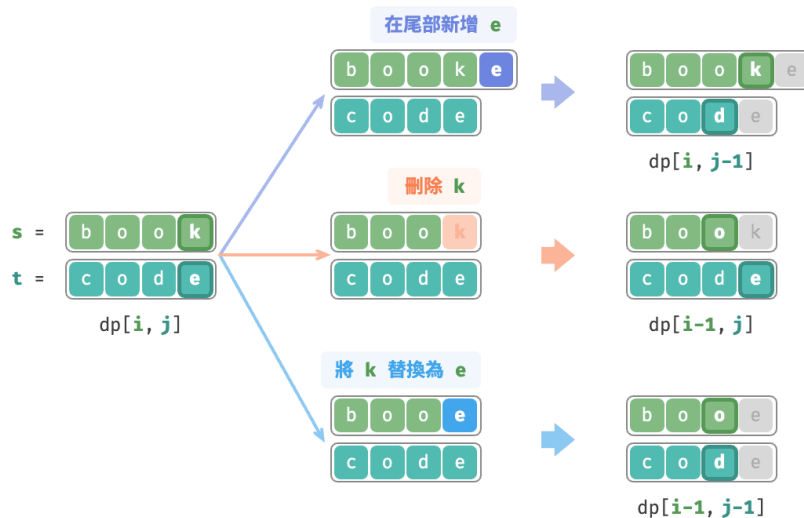 在尾部新增 e
b o o k e
c o d e
b o o k e
c o d e
dp[i, j-1]
刪除 k
s = b o o k
t = c o d e
dp[i, j]
b o o k
c o d e
b o o k
c o d e
dp[i-1, j]
將 k 替換為 e
b o o e
c o d e
b o o e
c o d e
dp[i-1, j-1]